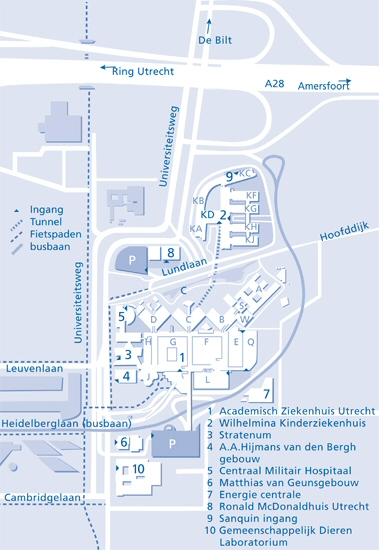 De Bilt
Ring Utrecht
A28 Amersfoort
Universiteitsweg
9 KC
KB KF
KD 2 KG
KA KH
KJ
Ingang
Tunnel
Fietspaden
busbaan
Hoofddijk
P 8
Lundlaan
Universiteitsweg
C
A
5 D C B S
W
H G F E Q
3
1
4 L
Leuvenlaan
7
Heidelberglaan (busbaan)
6 P
10
Cambridgelaan
1 Academisch Ziekenhuis Utrecht
2 Wilhelmina Kinderziekenhuis
3 Stratenum
4 A.A.Hijmans van den Bergh
gebouw
5 Centraal Militair Hospitaal
6 Matthias van Geunsgebouw
7 Energie centrale
8 Ronald McDonaldhuis Utrecht
9 Sanquin ingang
10 Gemeenschappelijk Dieren
Laboratorium